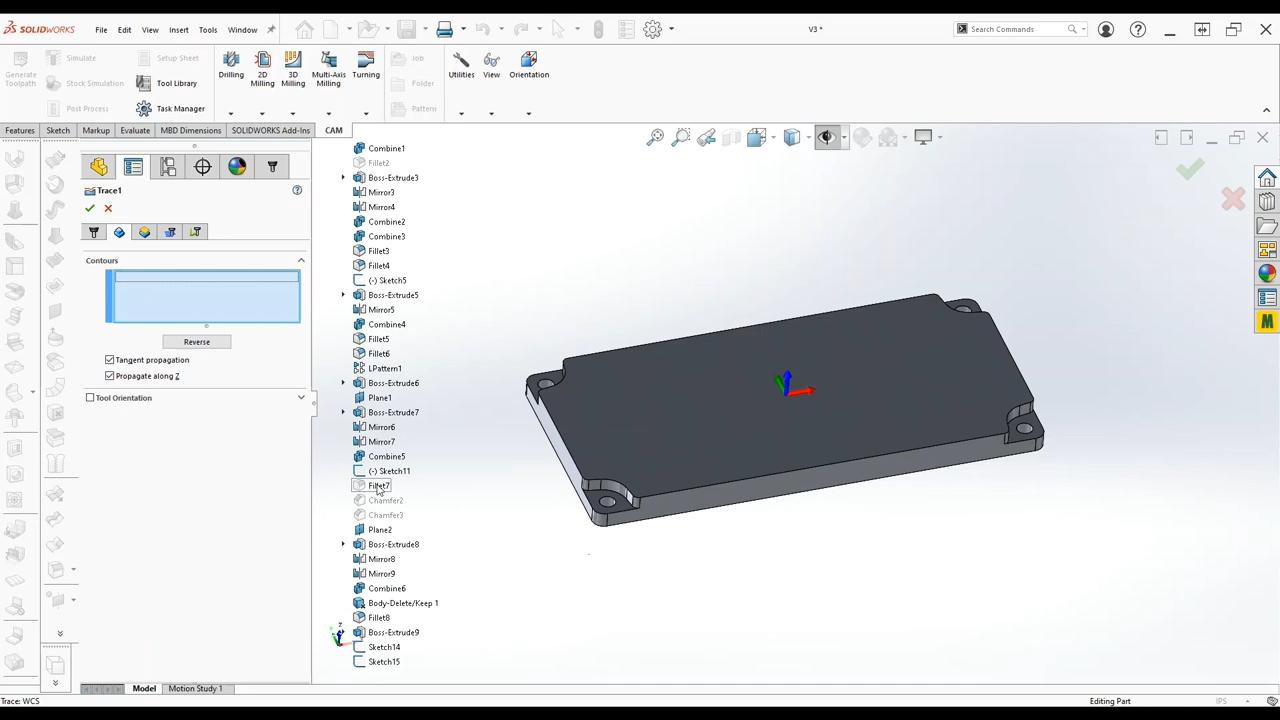 SOLIDWORKS File Edit View Insert Tools Window V3 * Search Commands
Generate Toolpath Simulate Stock Simulation Post Process Setup Sheet Tool Library Task Manager Drilling 2D Milling 3D Milling Multi-Axis Milling Turning Job Folder Pattern Utilities View Orientation
Features Sketch Markup Evaluate MBD Dimensions SOLIDWORKS Add-Ins CAM
Trace1
Contours
Reverse
Tangent propagation
Propagate along Z
Tool Orientation
Combine1
Fillet2
Boss-Extrude3
Mirror3
Mirror4
Combine2
Combine3
Fillet3
Fillet4
(-) Sketch5
Boss-Extrude5
Mirror5
Combine4
Fillet5
Fillet6
LPattern1
Boss-Extrude6
Plane1
Boss-Extrude7
Mirror6
Mirror7
Combine5
(-) Sketch11
Fillet7
Chamfer2
Chamfer3
Plane2
Boss-Extrude8
Mirror8
Mirror9
Combine6
Body-Delete/Keep 1
Fillet8
Boss-Extrude9
Sketch14
Sketch15
Model Motion Study 1
Trace: WCS Editing Part IPS